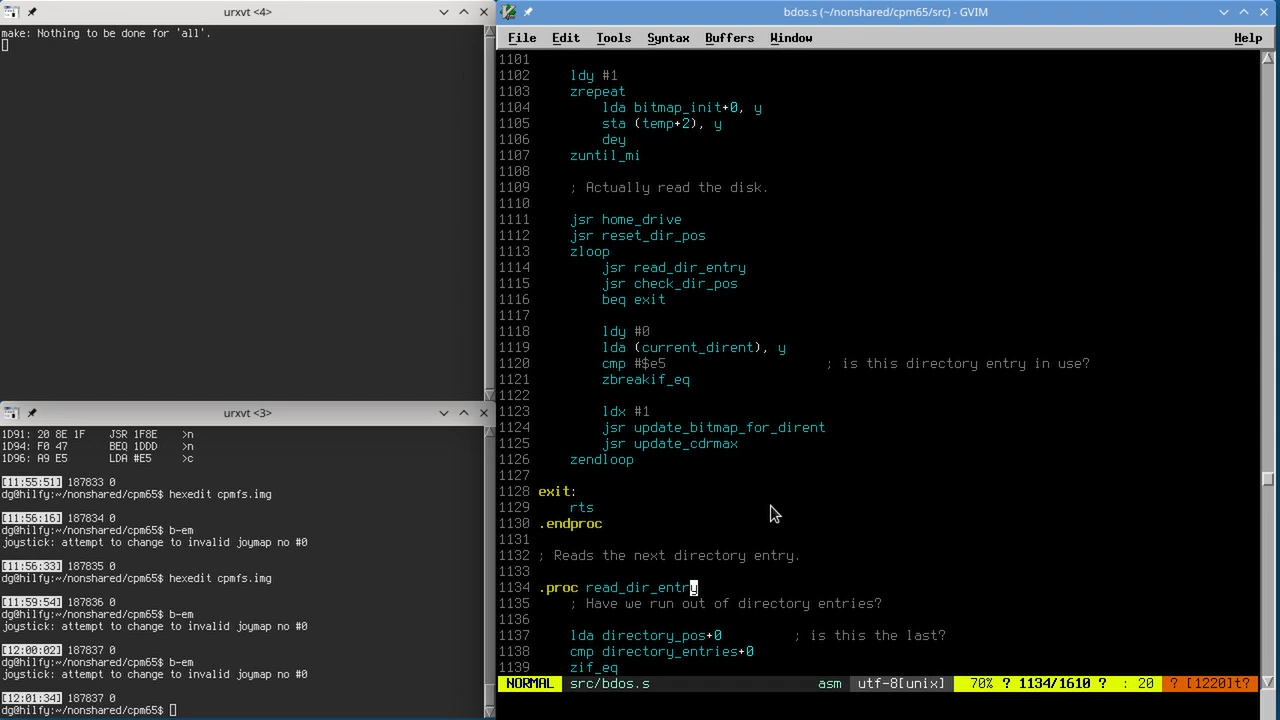 urxvt <4>
make: Nothing to be done for 'all'.
urxvt <3>
1D91: 20 8E 1F    JSR 1F8E    >n
1D94: F0 47       BEQ 1DDD    >n
1D96: A9 E5       LDA #E5     >c
[11:55:51] 187833 0
dg@hilfy:~/nonshared/cpm65$ hexedit cpmfs.img
[11:56:16] 187834 0
dg@hilfy:~/nonshared/cpm65$ b-em
joystick: attempt to change to invalid joymap no #0
[11:56:33] 187835 0
dg@hilfy:~/nonshared/cpm65$ hexedit cpmfs.img
[11:59:54] 187836 0
dg@hilfy:~/nonshared/cpm65$ b-em
joystick: attempt to change to invalid joymap no #0
[12:00:02] 187837 0
dg@hilfy:~/nonshared/cpm65$ b-em
joystick: attempt to change to invalid joymap no #0
[12:01:34] 187837 0
dg@hilfy:~/nonshared/cpm65$
bdos.s (~/nonshared/cpm65/src) - GVIM
File Edit Tools Syntax Buffers Window Help
1101
1102     ldy #1
1103     zrepeat
1104         lda bitmap_init+0, y
1105         sta (temp+2), y
1106         dey
1107     zuntil_mi
1108
1109     ; Actually read the disk.
1110
1111     jsr home_drive
1112     jsr reset_dir_pos
1113     zloop
1114         jsr read_dir_entry
1115         jsr check_dir_pos
1116         beq exit
1117
1118         ldy #0
1119         lda (current_dirent), y
1120         cmp #$e5                    ; is this directory entry in use?
1121         zbreakif_eq
1122
1123         ldx #1
1124         jsr update_bitmap_for_dirent
1125         jsr update_cdrmax
1126     zendloop
1127
1128 exit:
1129     rts
1130 .endproc
1131
1132 ; Reads the next directory entry.
1133
1134 .proc read_dir_entry
1135     ; Have we run out of directory entries?
1136
1137     lda directory_pos+0         ; is this the last?
1138     cmp directory_entries+0
1139     zif_eq
NORMAL  src/bdos.s  asm  utf-8[unix]  70% ? 1134/1610 ? : 20  ? [1220]t?